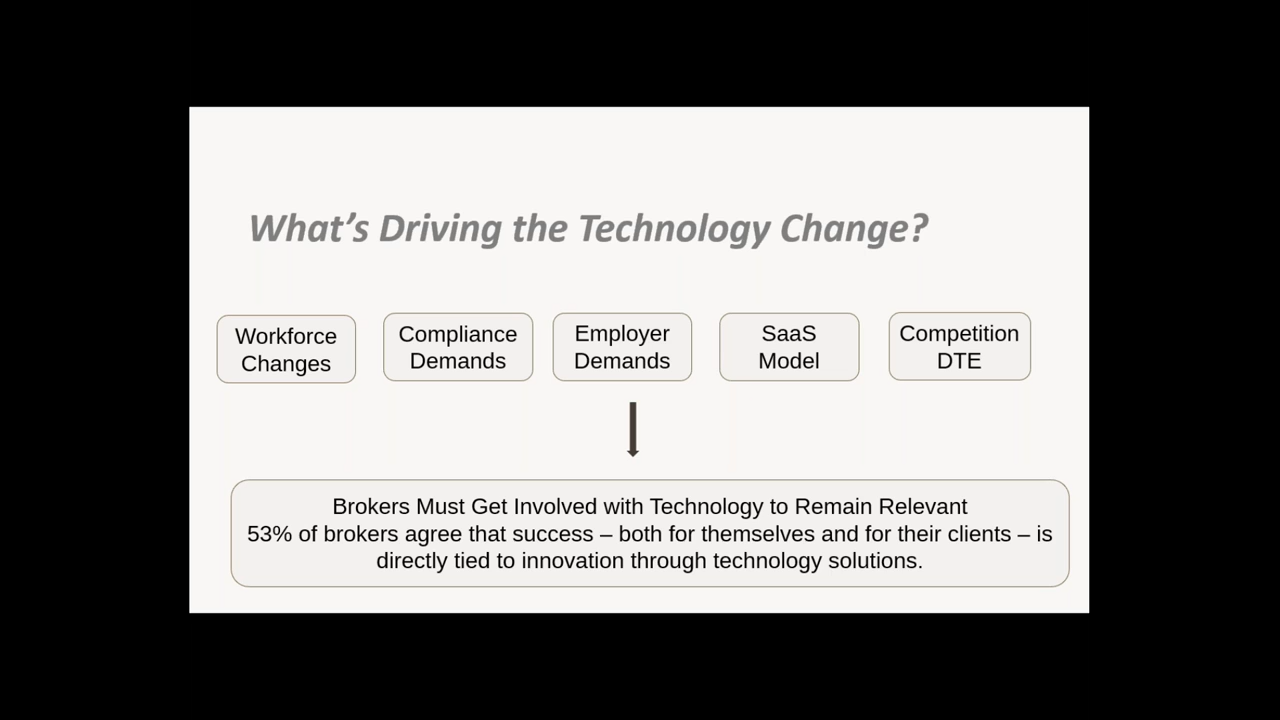 What's Driving the Technology Change?
Workforce
Changes
Compliance
Demands
Employer
Demands
SaaS
Model
Competition
DTE
Brokers Must Get Involved with Technology to Remain Relevant
53% of brokers agree that success – both for themselves and for their clients – is
directly tied to innovation through technology solutions.